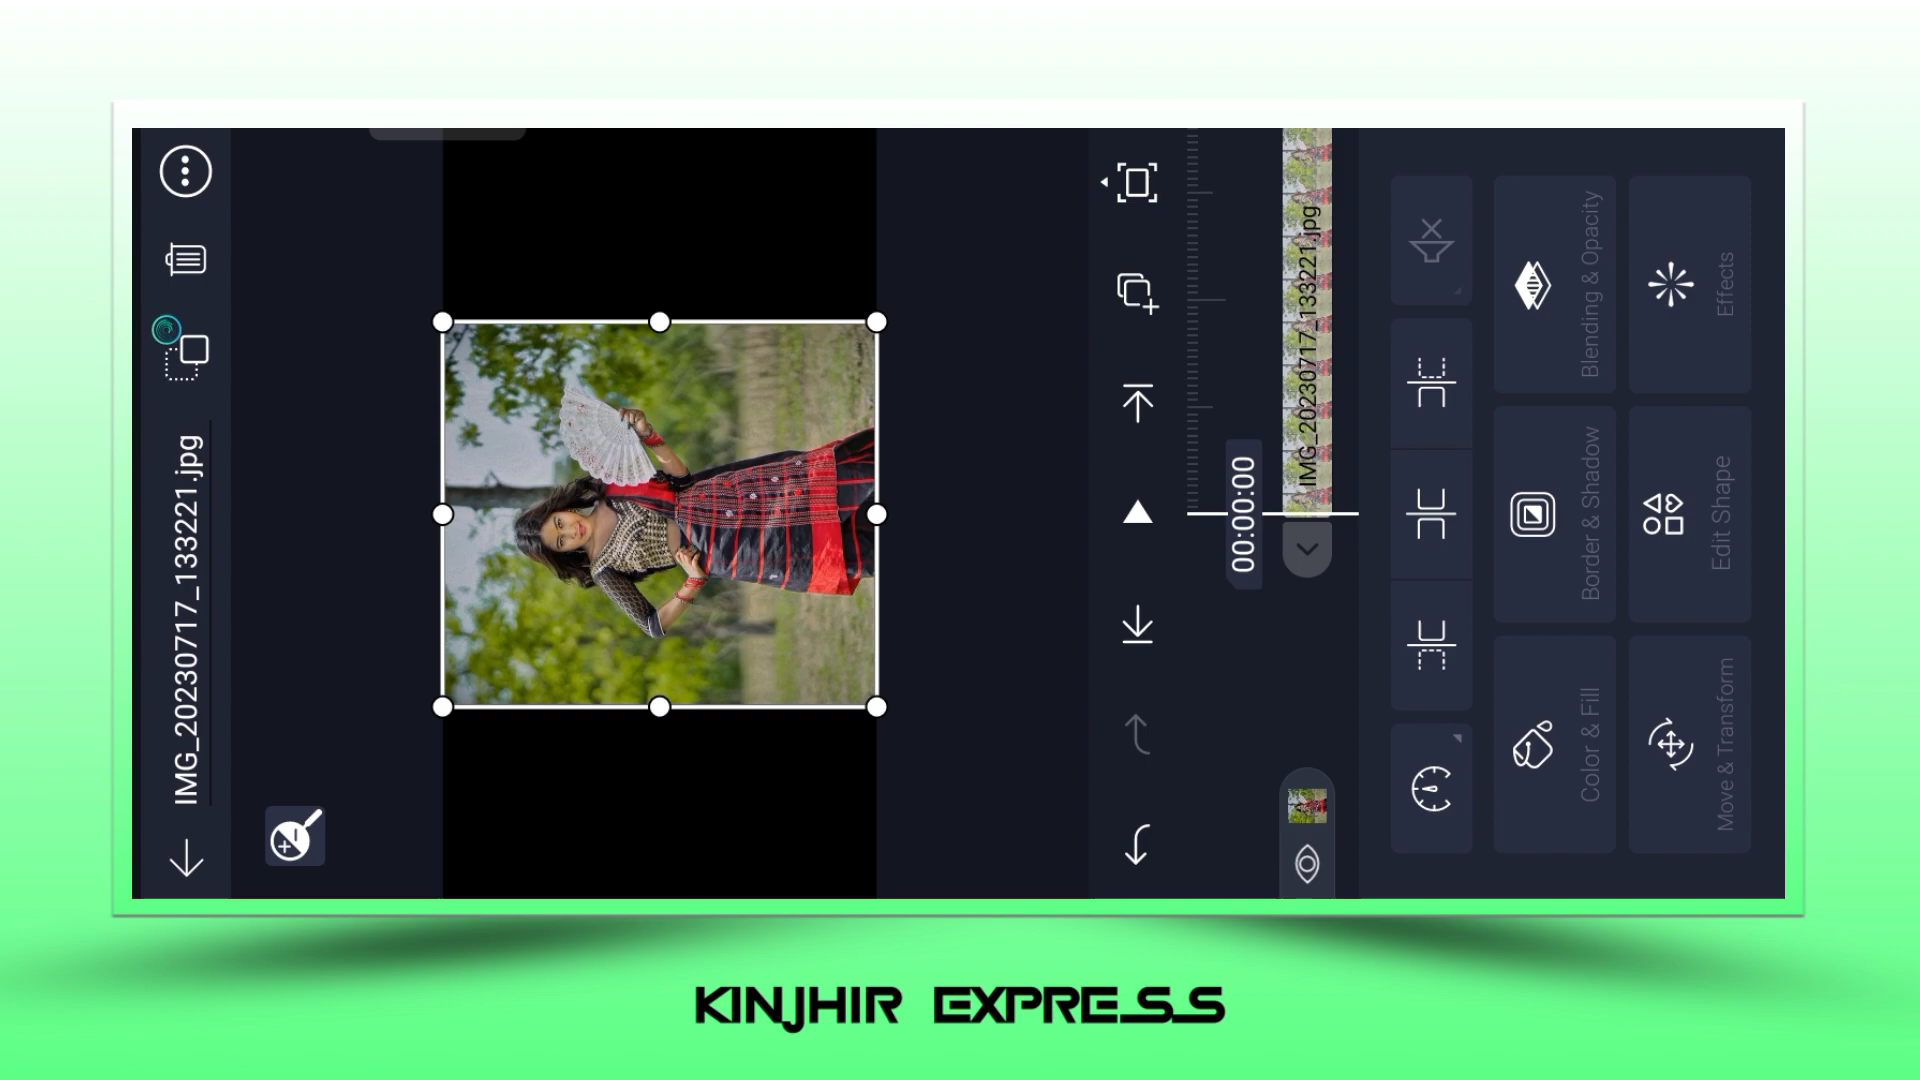 IMG_20230717_133221.jpg
00:00:00
IMG_20230717_133221.jpg
Color & Fill
Border & Shadow
Blending & Opacity
Move & Transform
Edit Shape
Effects
KINJHIR EXPRESS